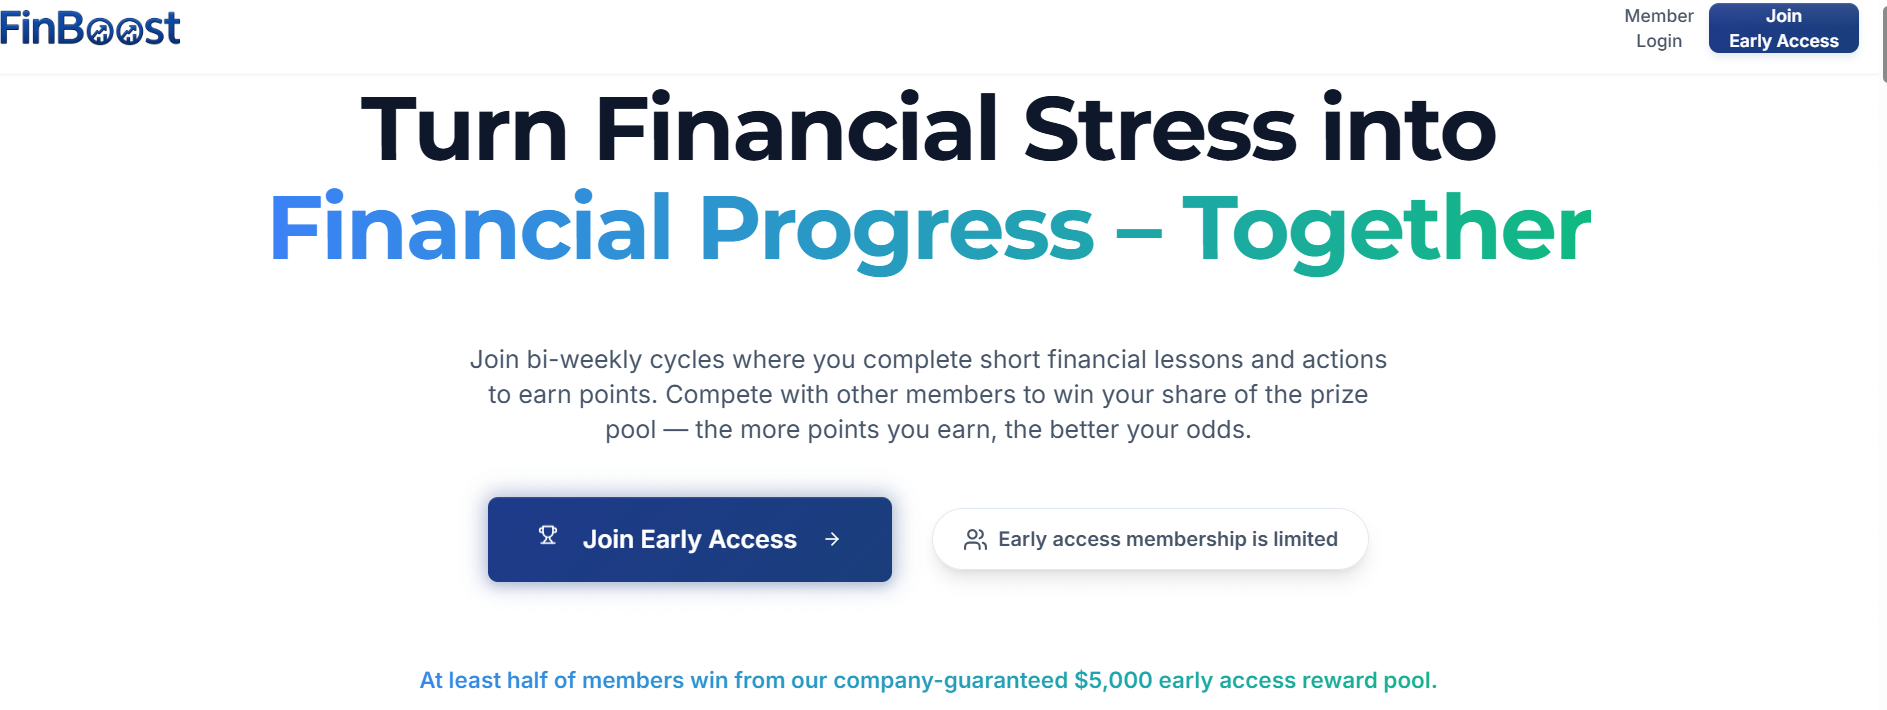 FinBoost
Member
Login
Join
Early Access
Turn Financial Stress into
Financial Progress – Together
Join bi-weekly cycles where you complete short financial lessons and actions
to earn points. Compete with other members to win your share of the prize
pool — the more points you earn, the better your odds.
Join Early Access →
Early access membership is limited
At least half of members win from our company-guaranteed $5,000 early access reward pool.